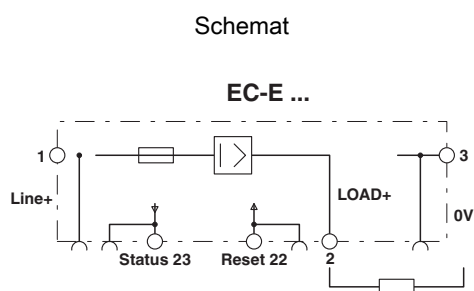 Schemat
EC-E ...
1
3
Line+
LOAD+
0V
Status 23
Reset 22
2